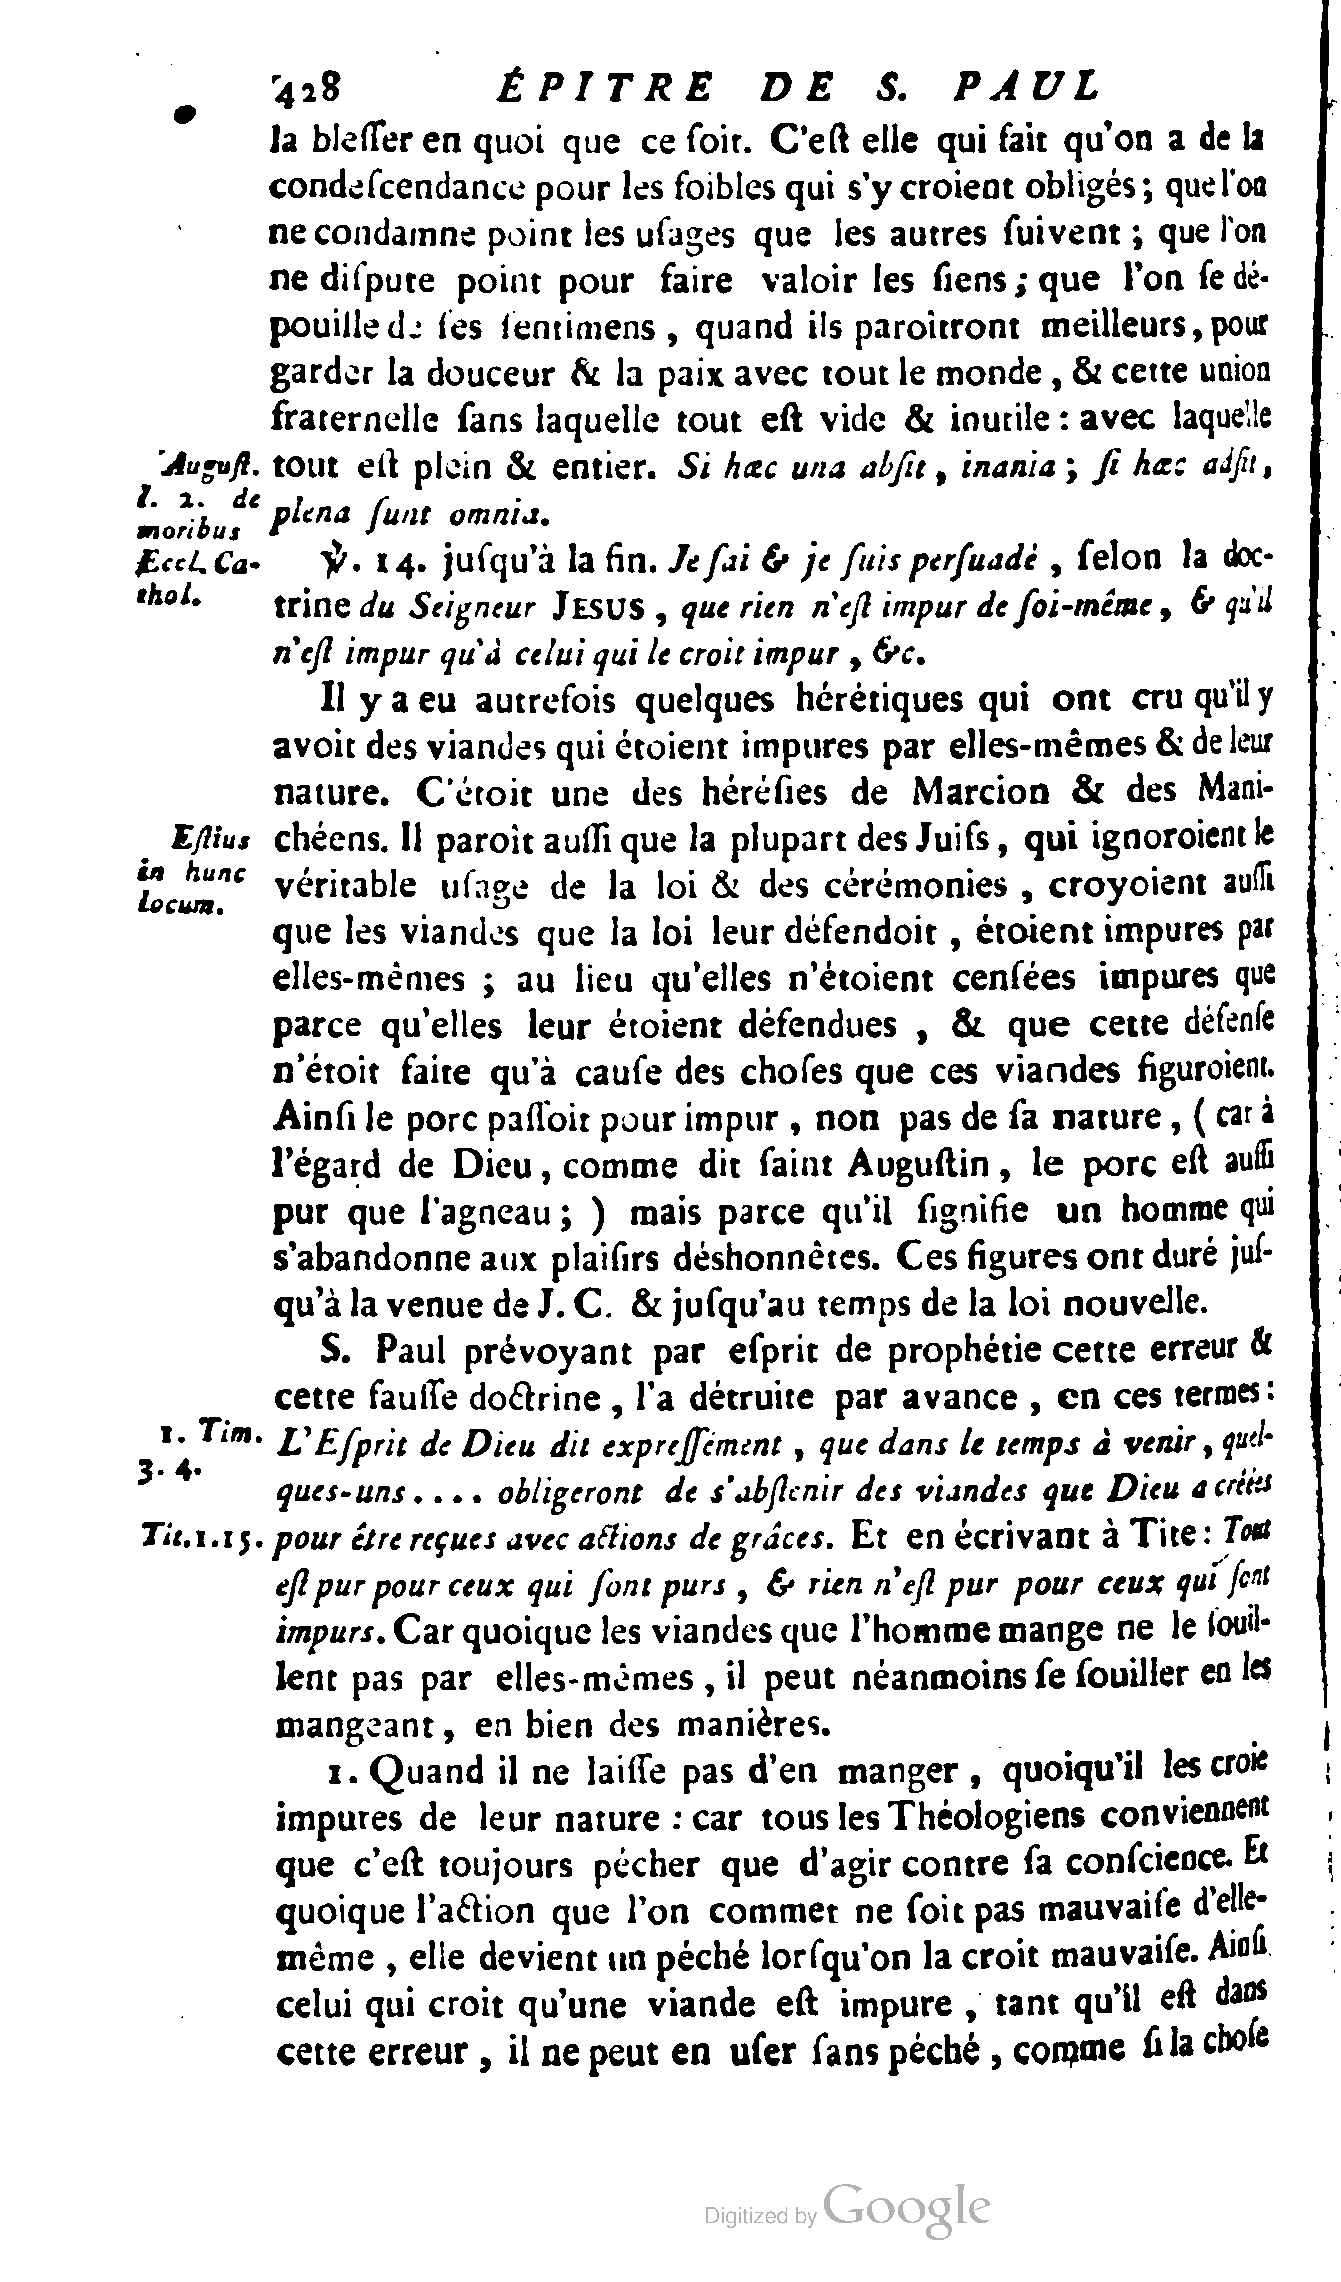 428 ÉPITRE DE S. PAUL
la bleſſer en quoi que ce ſoit. C'eſt elle qui fait qu'on a de la
condeſcendance pour les foibles qui s'y croient obligés ; que l'on
ne condamne point les uſages que les autres ſuivent ; que l'on
ne diſpute point pour faire valoir les ſiens ; que l'on ſe dé-
pouille de ſes ſentimens , quand ils paroîtront meilleurs , pour
garder la douceur & la paix avec tout le monde , & cette union
fraternelle ſans laquelle tout eſt vide & inutile : avec laquelle
tout eſt plein & entier. Si hæc una abſit , inania ; ſi hæc adſit ,
plena ſunt omnia.
Auguſt.
l. 2. de
moribus
Eccl. Ca-
thol.
℣. 14. juſqu'à la fin. Je ſai & je ſuis perſuadé , ſelon la doc-
trine du Seigneur JESUS , que rien n'eſt impur de ſoi-même , & qu'il
n'eſt impur qu'à celui qui le croit impur , &c.
Il y a eu autrefois quelques hérétiques qui ont cru qu'il y
avoit des viandes qui étoient impures par elles-mêmes & de leur
nature. C'étoit une des héréſies de Marcion & des Mani-
chéens. Il paroît auſſi que la plupart des Juifs , qui ignoroient le
véritable uſage de la loi & des cérémonies , croyoient auſſi
Eſtius
in hunc
locum.
que les viandes que la loi leur défendoit , étoient impures par
elles-mêmes ; au lieu qu'elles n'étoient cenſées impures que
parce qu'elles leur étoient défendues , & que cette défenſe
n'étoit faite qu'à cauſe des choſes que ces viandes figuroient.
Ainſi le porc paſſoit pour impur , non pas de ſa nature , ( car à
l'égard de Dieu , comme dit ſaint Auguſtin , le porc eſt auſſi
pur que l'agneau ; ) mais parce qu'il ſignifie un homme qui
s'abandonne aux plaiſirs déshonnêtes. Ces figures ont duré juſ-
qu'à la venue de J. C. & juſqu'au temps de la loi nouvelle.
S. Paul prévoyant par eſprit de prophétie cette erreur &
cette fauſſe doctrine , l'a détruite par avance , en ces termes :
1. Tim.
3. 4.
L'Eſprit de Dieu dit expreſſément , que dans le temps à venir , quel-
ques-uns . . . . obligeront de s'abſtenir des viandes que Dieu a créées
Tit. 1. 15.
pour être reçues avec actions de grâces. Et en écrivant à Tite : Tout
eſt pur pour ceux qui ſont purs , & rien n'eſt pur pour ceux qui ſont
impurs. Car quoique les viandes que l'homme mange ne le ſouil-
lent pas par elles-mêmes , il peut néanmoins ſe ſouiller en les
mangeant , en bien des manières.
1. Quand il ne laiſſe pas d'en manger , quoiqu'il les croie
impures de leur nature : car tous les Théologiens conviennent
que c'eſt toujours pécher que d'agir contre ſa conſcience. Et
quoique l'action que l'on commet ne ſoit pas mauvaiſe d'elle-
même , elle devient un péché lorſqu'on la croit mauvaiſe. Ainſi
celui qui croit qu'une viande eſt impure , tant qu'il eſt dans
cette erreur , il ne peut en uſer ſans péché , comme ſi la choſe
Digitized by Google